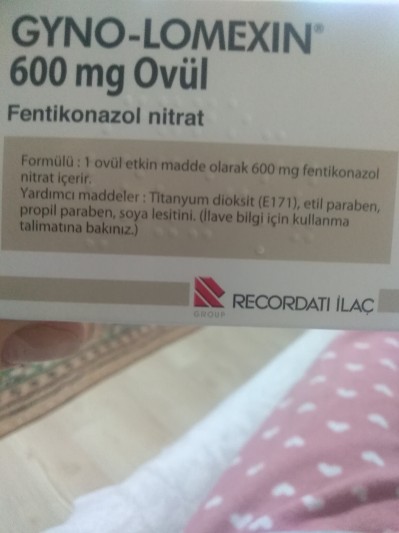 GYNO-LOMEXIN®
600 mg Ovül
Fentikonazol nitrat
Formülü : 1 ovül etkin madde olarak 600 mg fentikonazol
nitrat içerir.
Yardımcı maddeler : Titanyum dioksit (E171), etil paraben,
propil paraben, soya lesitini. (İlave bilgi için kullanma
talimatına bakınız.)
GROUP
RECORDATI İLAÇ